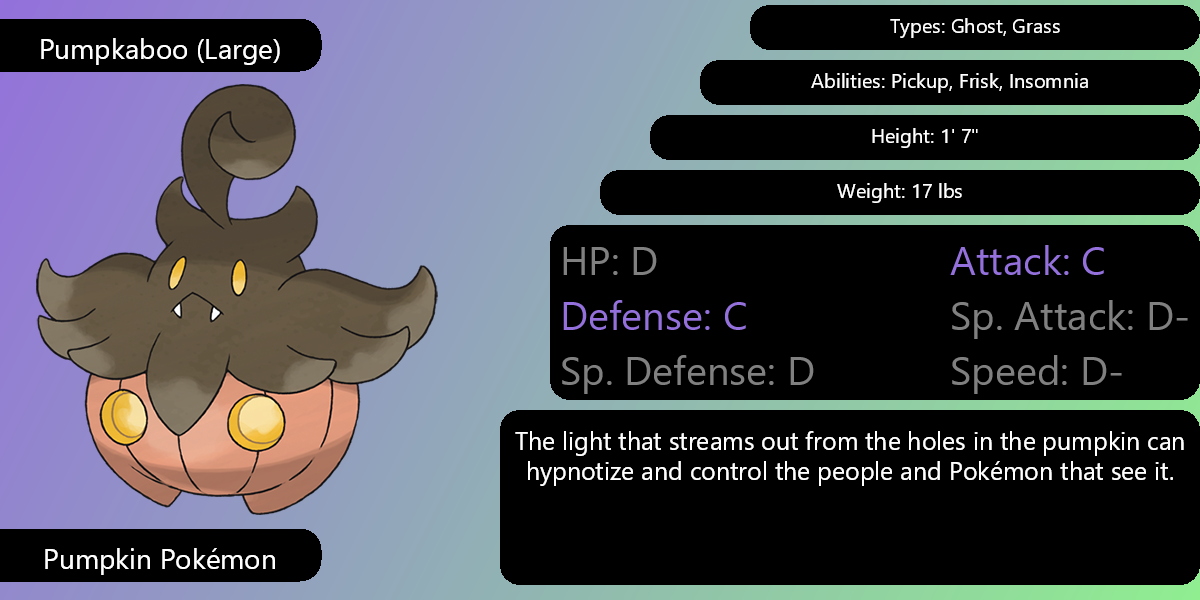 Pumpkaboo (Large)
Types: Ghost, Grass
Abilities: Pickup, Frisk, Insomnia
Height: 1' 7"
Weight: 17 lbs
HP: D
Attack: C
Defense: C
Sp. Attack: D-
Sp. Defense: D
Speed: D-
The light that streams out from the holes in the pumpkin can
hypnotize and control the people and Pokémon that see it.
Pumpkin Pokémon